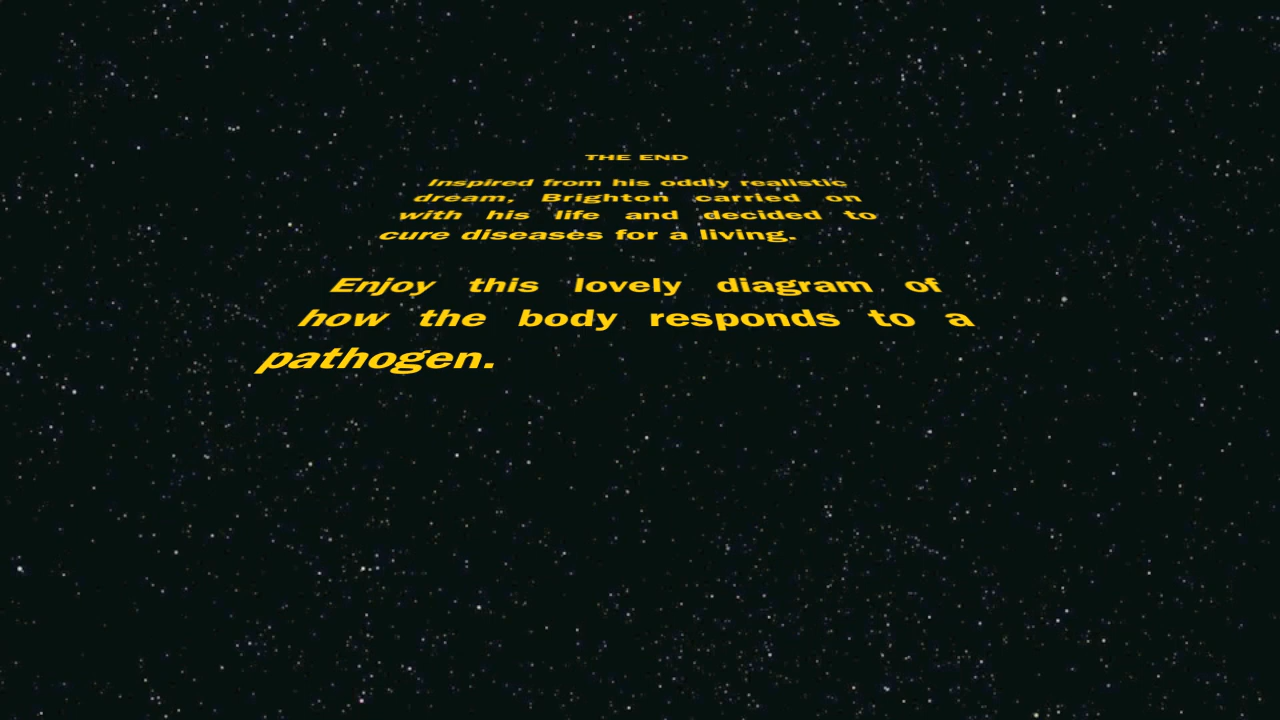 THE END
Inspired from his oddly realistic
dream, Brighton carried on
with his life and decided to
cure diseases for a living.
Enjoy this lovely diagram of
how the body responds to a
pathogen.